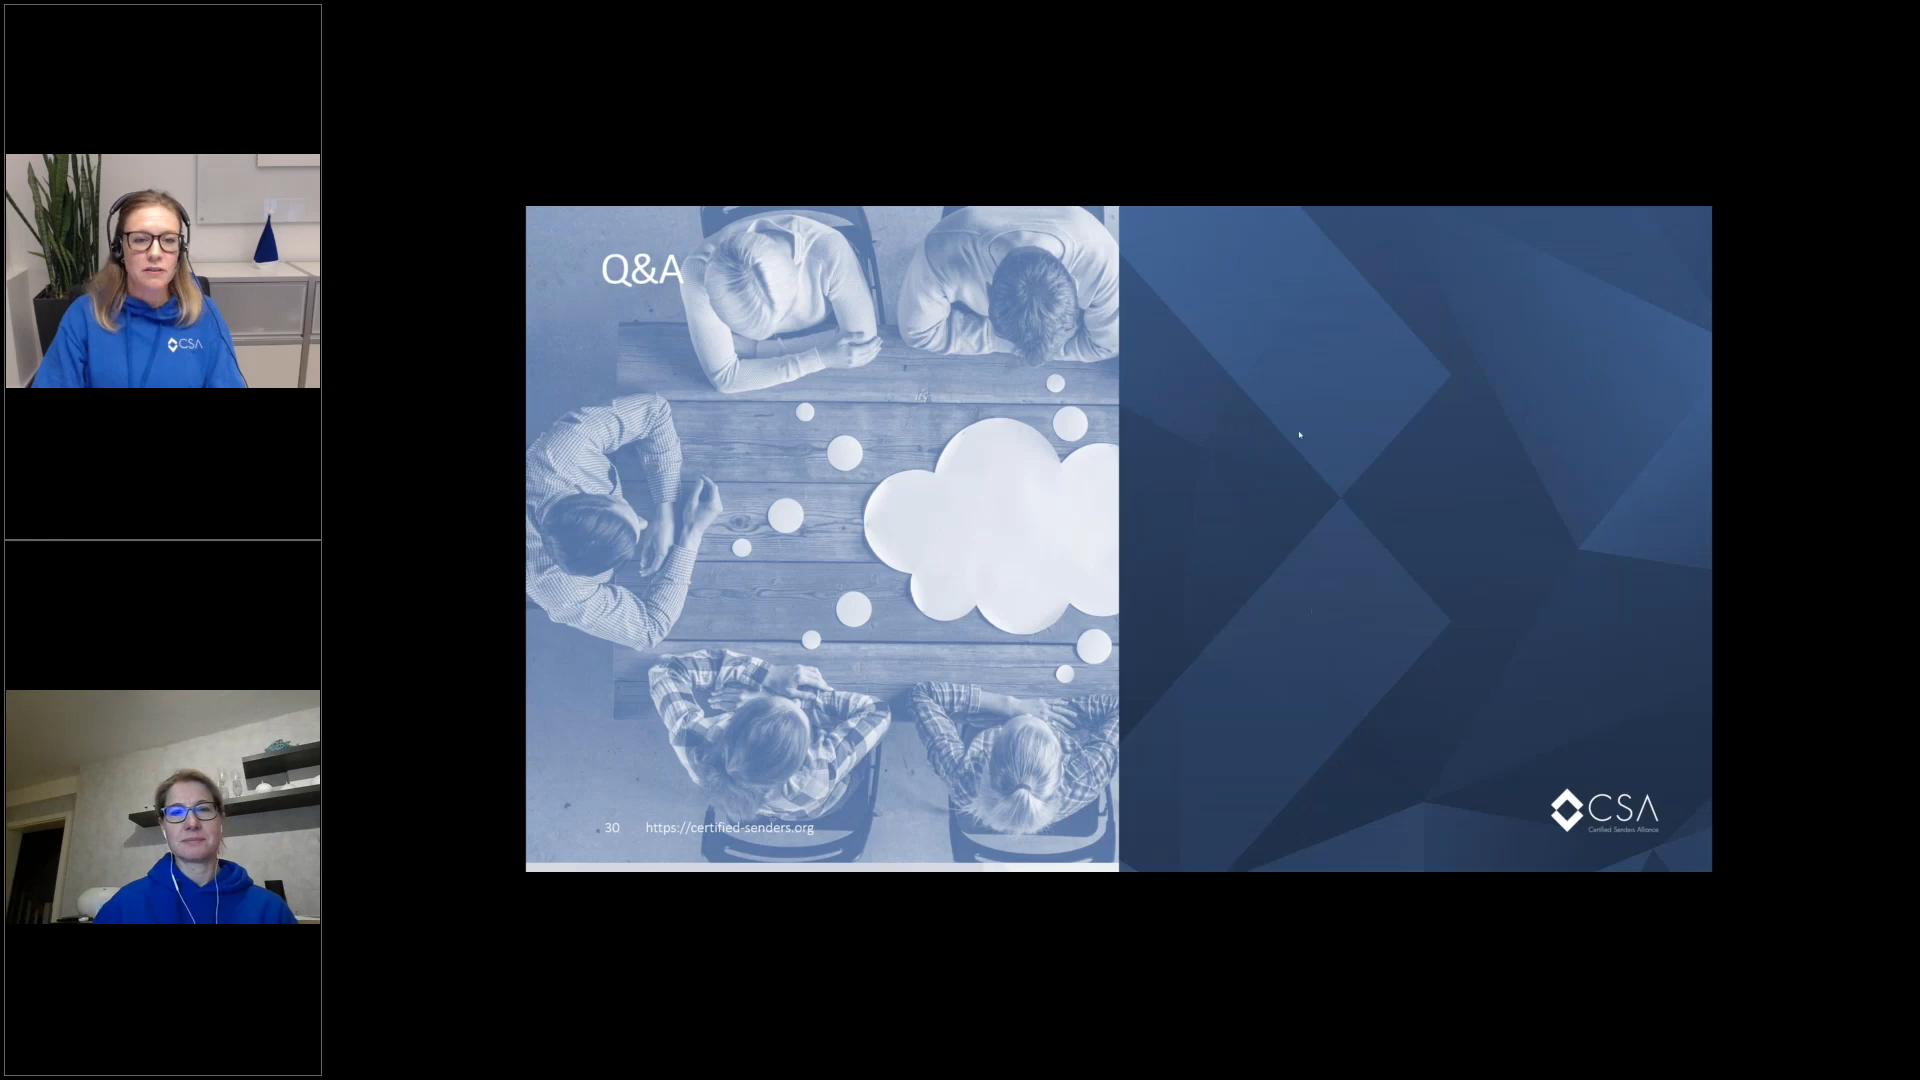 CSA
Q&A
30 https://certified-senders.org
CSA
Certified Senders Alliance